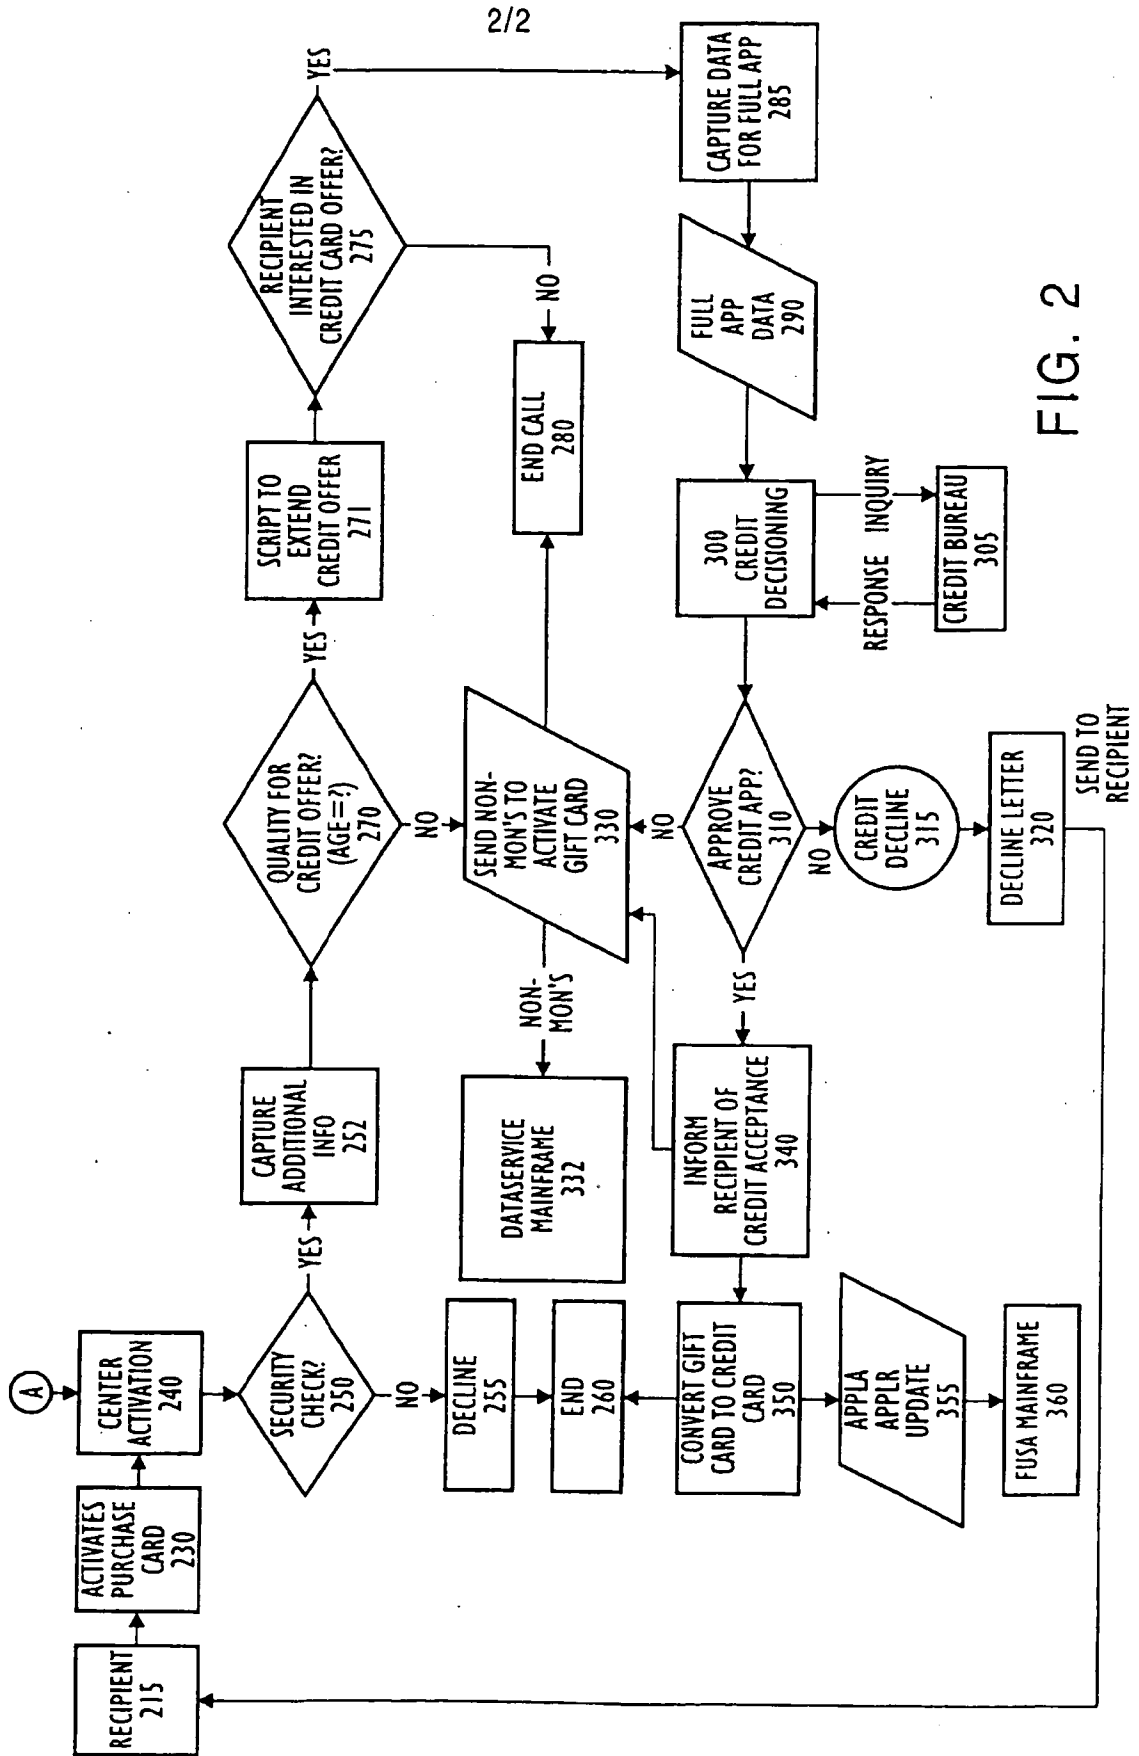 2/2
A
RECIPIENT
215
ACTIVATES
PURCHASE
CARD
230
CENTER
ACTIVATION
240
SECURITY
CHECK?
250
YES
NO
CAPTURE
ADDITIONAL
INFO
252
QUALITY FOR
CREDIT OFFER?
(AGE=?)
270
YES
NO
SCRIPT TO
EXTEND
CREDIT OFFER
271
RECIPIENT
INTERESTED IN
CREDIT CARD OFFER?
275
YES
NO
DECLINE
255
END
260
DATASERVICE
MAINFRAME
332
NON-
MON'S
SEND NON-
MON'S TO
ACTIVATE
GIFT CARD
330
END CALL
280
CAPTURE DATA
FOR FULL APP
285
FULL
APP
DATA
290
300
CREDIT
DECISIONING
RESPONSE
INQUIRY
CREDIT BUREAU
305
APPROVE
CREDIT APP?
310
NO
NO
YES
CREDIT
DECLINE
315
DECLINE LETTER
320
SEND TO
RECIPIENT
INFORM
RECIPIENT OF
CREDIT ACCEPTANCE
340
CONVERT GIFT
CARD TO CREDIT
CARD
350
APPLA
APPLR
UPDATE
355
FUSA MAINFRAME
360
FIG. 2